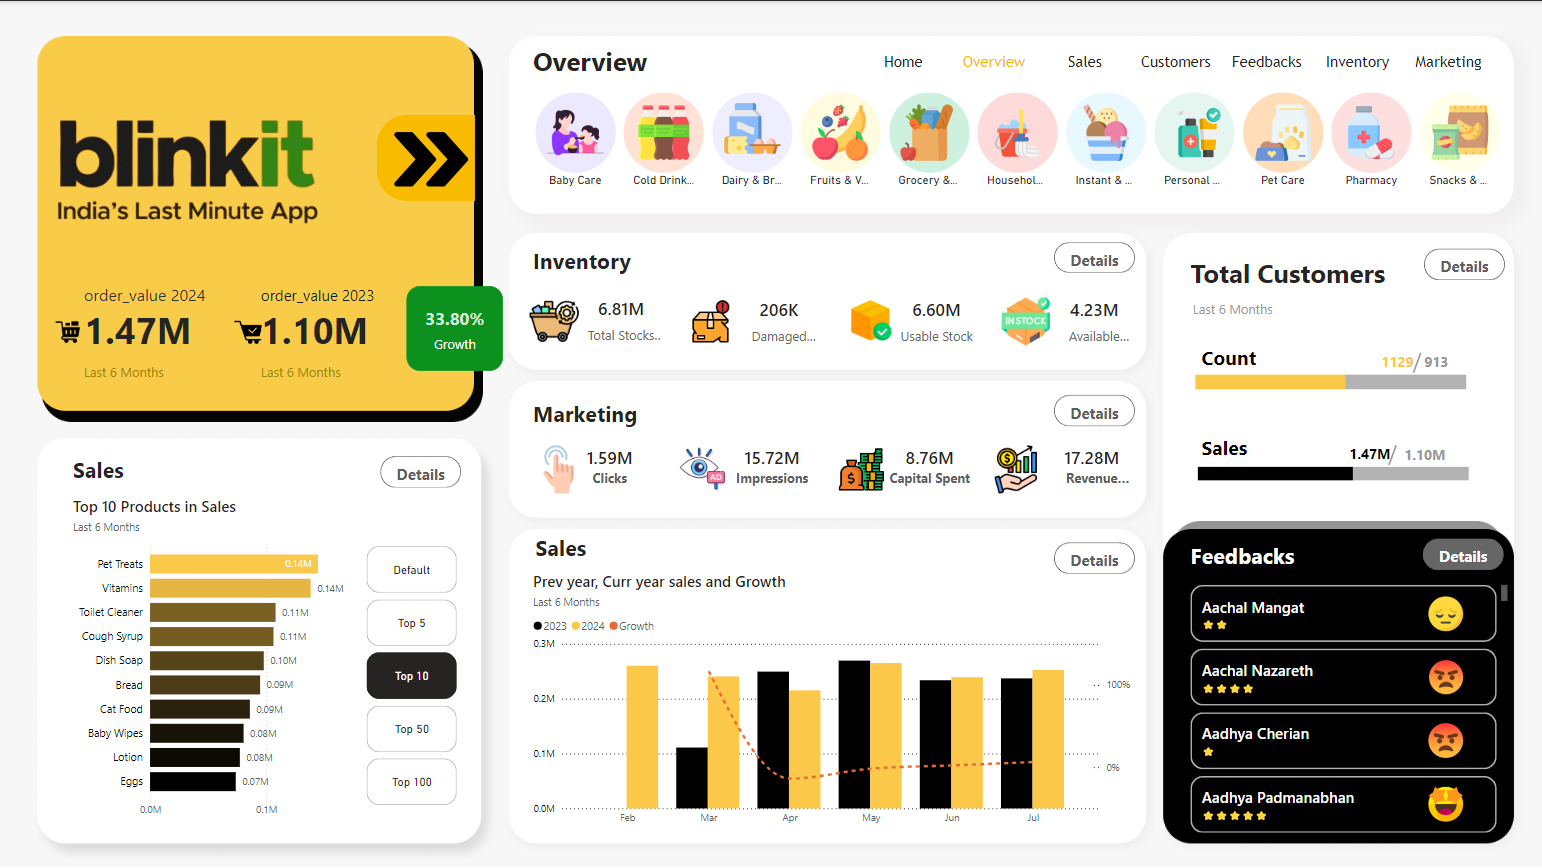 blinkit
India's Last Minute App
order_value 2024
1.47M
Last 6 Months
order_value 2023
1.10M
Last 6 Months
33.80%
Growth
Overview
Home Overview Sales Customers Feedbacks Inventory Marketing
Baby Care Cold Drink... Dairy & Br... Fruits & V... Grocery &... Househol... Instant & ... Personal ... Pet Care Pharmacy Snacks & ...
Inventory
Details
6.81M
Total Stocks..
206K
Damaged...
6.60M
Usable Stock
4.23M
Available...
IN STOCK
Marketing
Details
1.59M
Clicks
15.72M
Impressions
AD
8.76M
Capital Spent
17.28M
Revenue...
Total Customers
Details
Last 6 Months
Count
1129/ 913
Sales
1.47M/ 1.10M
Sales
Details
Top 10 Products in Sales
Last 6 Months
Pet Treats 0.14M
Vitamins 0.14M
Toilet Cleaner 0.11M
Cough Syrup 0.11M
Dish Soap 0.10M
Bread 0.09M
Cat Food 0.09M
Baby Wipes 0.08M
Lotion 0.08M
Eggs 0.07M
0.0M 0.1M
Default
Top 5
Top 10
Top 50
Top 100
Sales
Details
Prev year, Curr year sales and Growth
Last 6 Months
2023 2024 Growth
0.3M
0.2M
0.1M
0.0M
100%
0%
Feb Mar Apr May Jun Jul
Feedbacks
Details
Aachal Mangat
Aachal Nazareth
Aadhya Cherian
Aadhya Padmanabhan